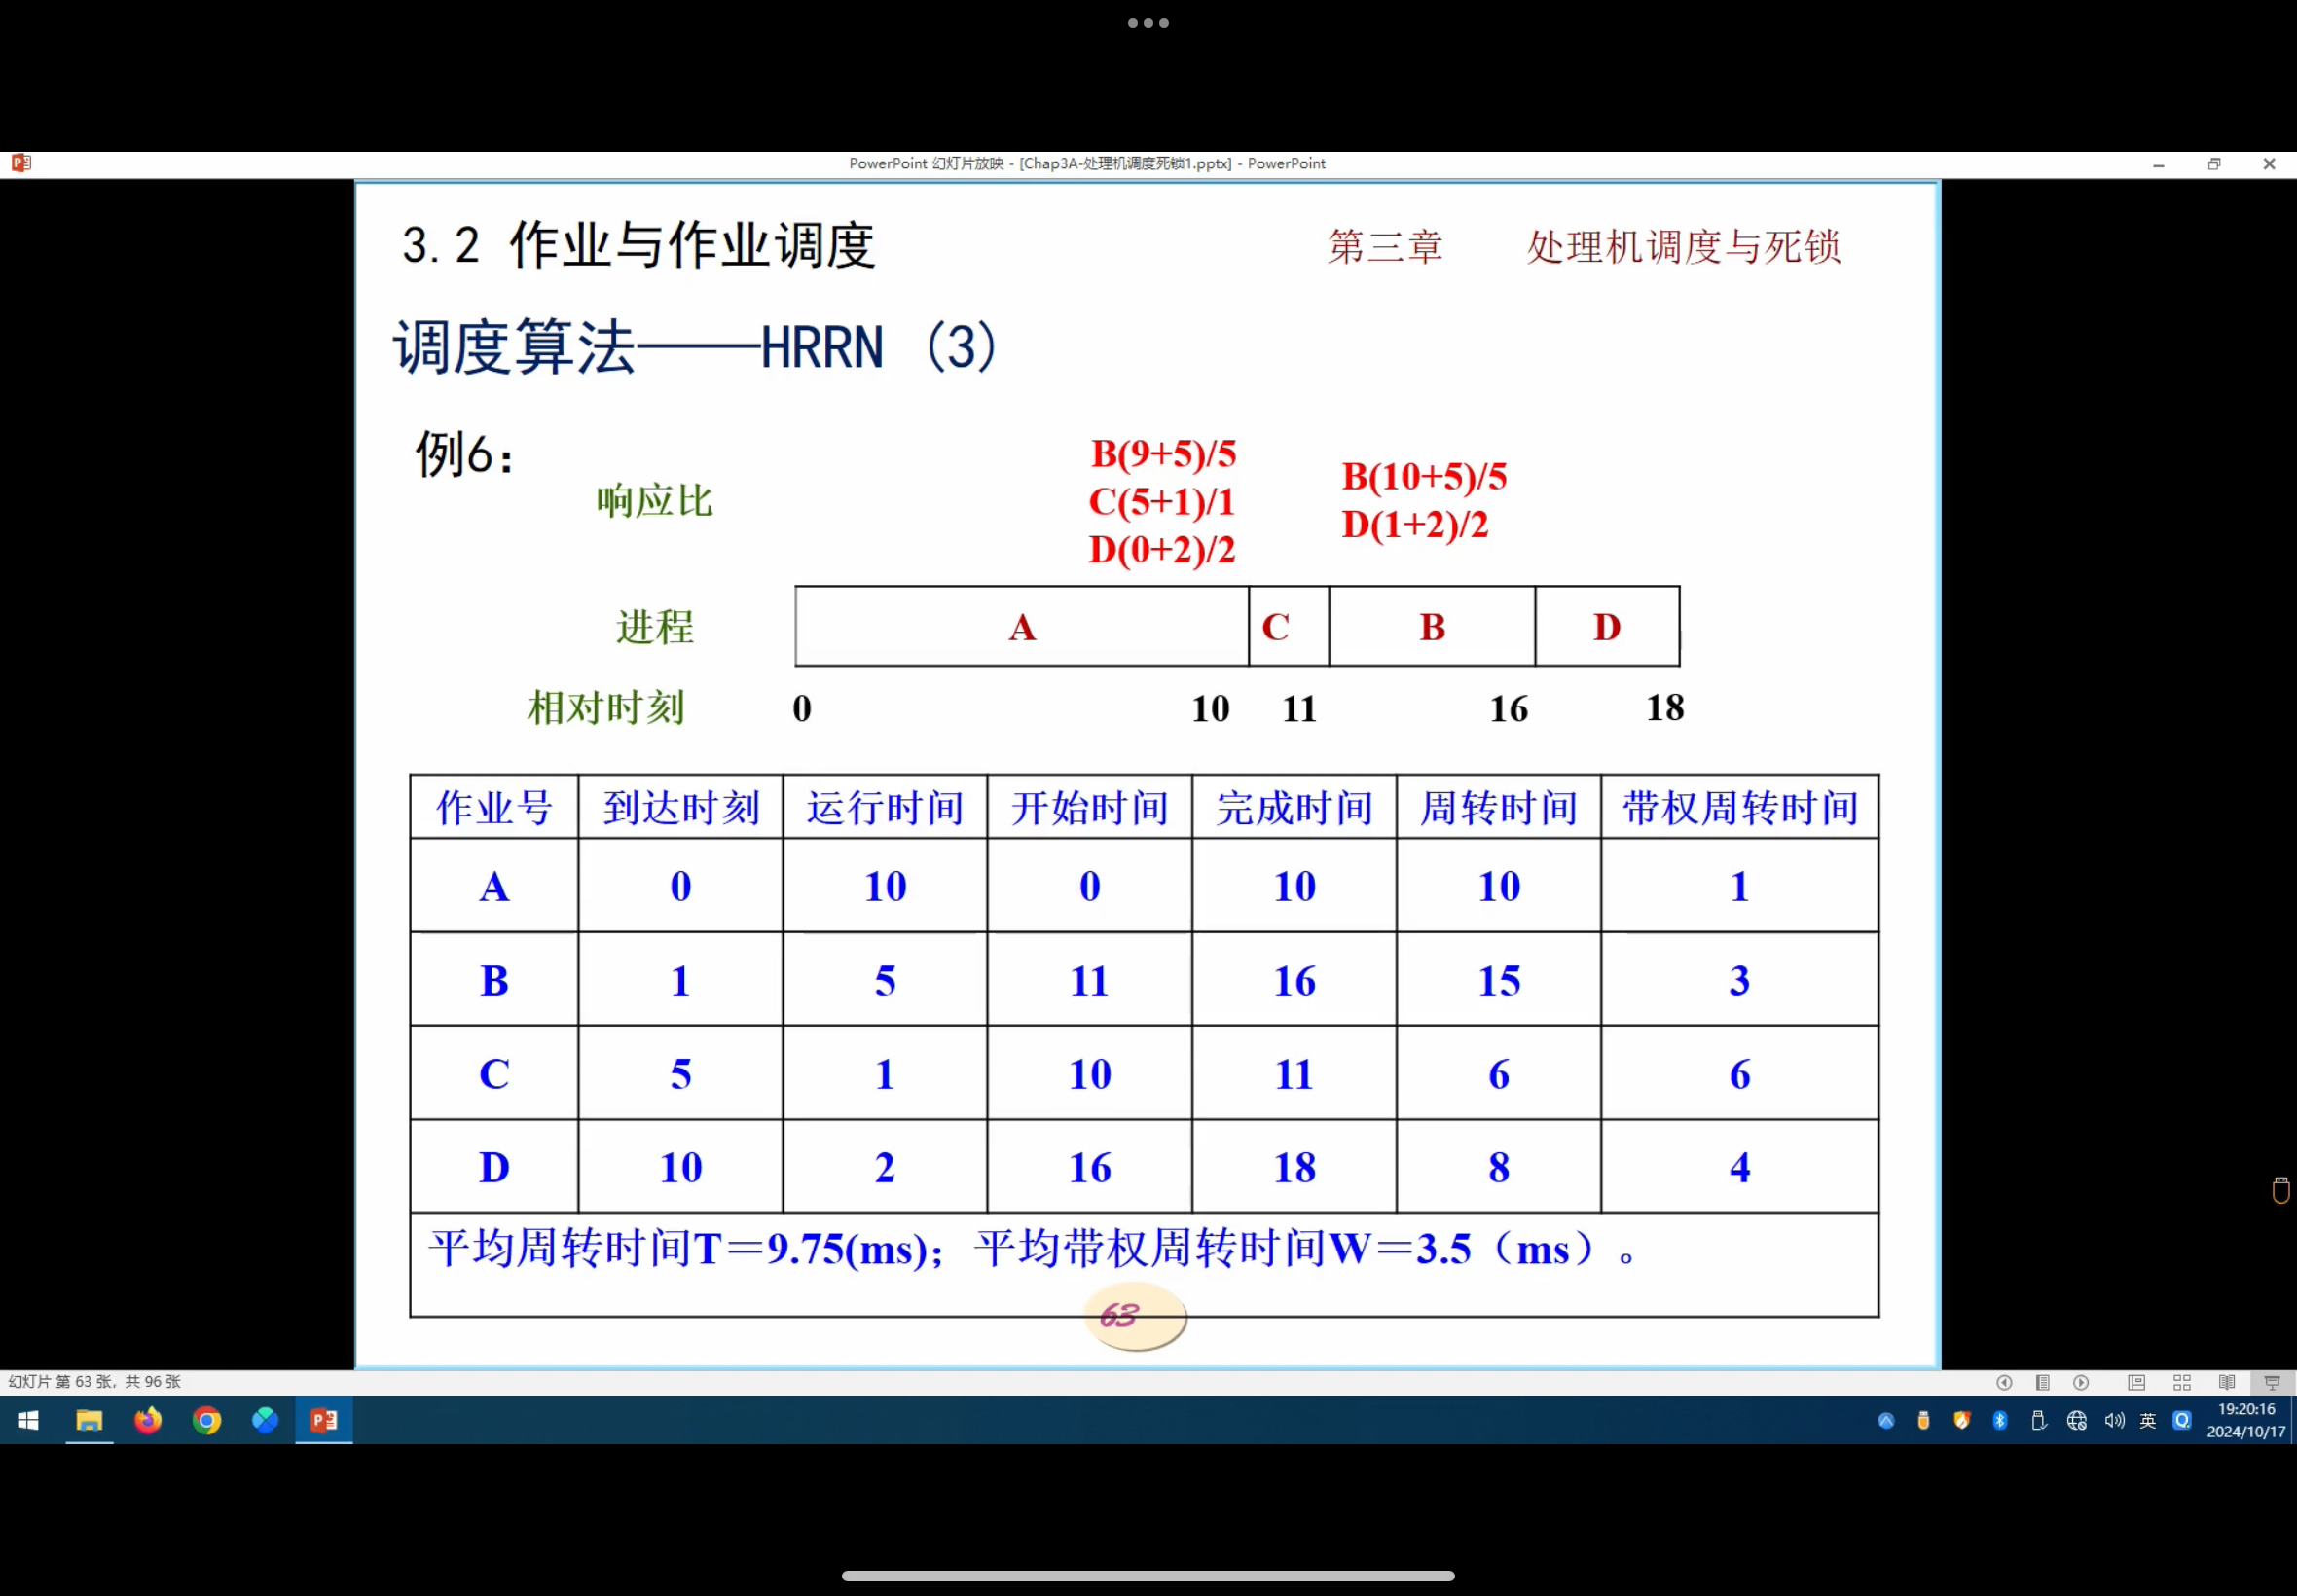 PowerPoint 幻灯片放映 - [Chap3A-处理机调度死锁1.pptx] - PowerPoint
3.2 作业与作业调度
第三章 处理机调度与死锁
调度算法——HRRN (3)
例6:
响应比
B(9+5)/5
C(5+1)/1
D(0+2)/2
B(10+5)/5
D(1+2)/2
进程 A C B D
相对时刻 0 10 11 16 18
作业号 到达时刻 运行时间 开始时间 完成时间 周转时间 带权周转时间
A 0 10 0 10 10 1
B 1 5 11 16 15 3
C 5 1 10 11 6 6
D 10 2 16 18 8 4
平均周转时间T＝9.75(ms); 平均带权周转时间W＝3.5（ms）。
63
幻灯片 第 63 张，共 96 张
英
19:20:16
2024/10/17